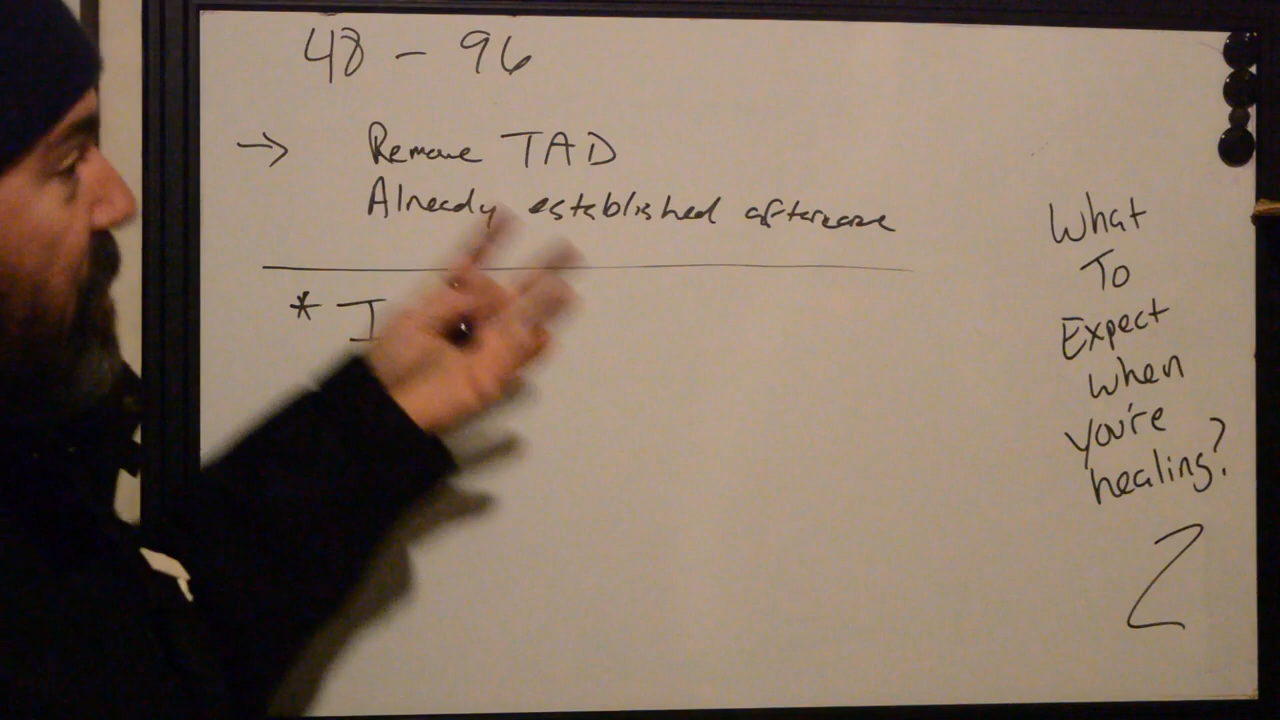 48 - 96
→ Remove TAD
Already established aftercare
* I
What
To
Expect
when
you're
healing?
2